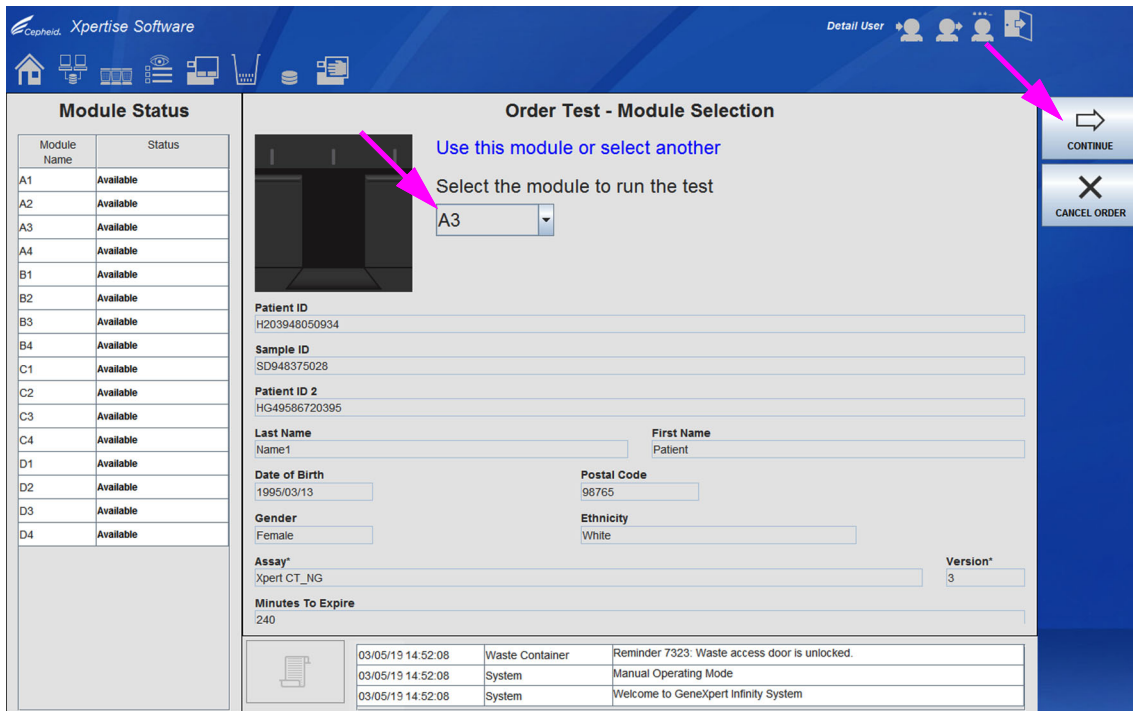 Cepheid. Xpertise Software
Detail User
Module Status
Module Name Status
A1 Available
A2 Available
A3 Available
A4 Available
B1 Available
B2 Available
B3 Available
B4 Available
C1 Available
C2 Available
C3 Available
C4 Available
D1 Available
D2 Available
D3 Available
D4 Available
Order Test - Module Selection
Use this module or select another
Select the module to run the test
A3
Patient ID
H203948050934
Sample ID
SD948375028
Patient ID 2
HG49586720395
Last Name First Name
Name1 Patient
Date of Birth Postal Code
1995/03/13 98765
Gender Ethnicity
Female White
Assay* Version*
Xpert CT_NG 3
Minutes To Expire
240
03/05/19 14:52:08 Waste Container Reminder 7323: Waste access door is unlocked.
03/05/19 14:52:08 System Manual Operating Mode
03/05/19 14:52:08 System Welcome to GeneXpert Infinity System
CONTINUE
CANCEL ORDER